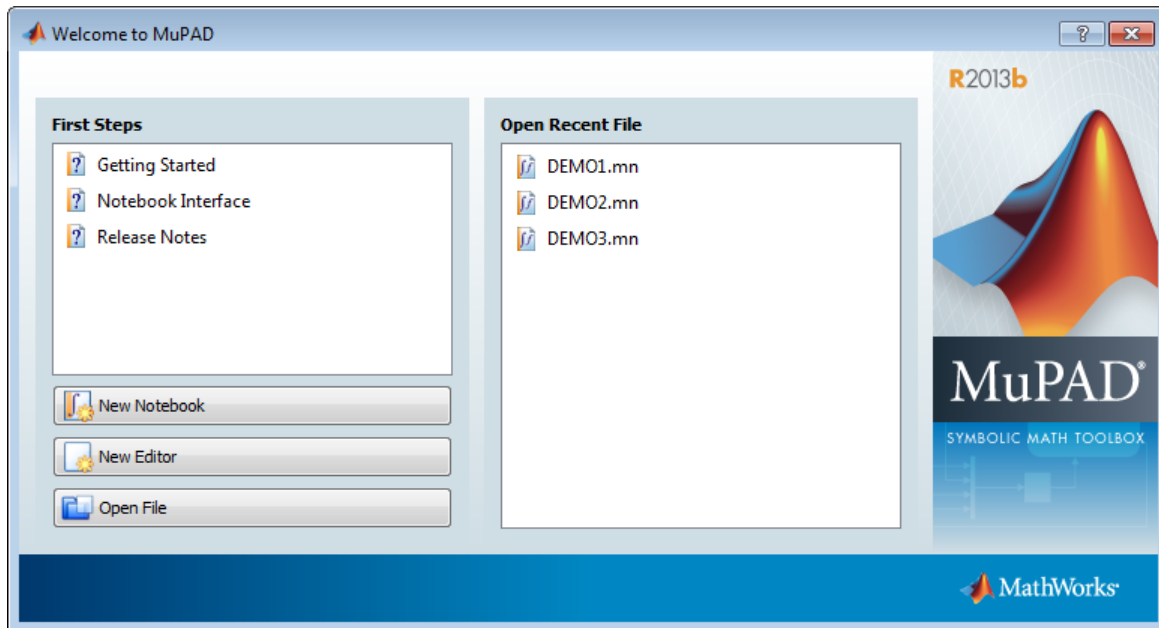 Welcome to MuPAD
First Steps
Getting Started
Notebook Interface
Release Notes
New Notebook
New Editor
Open File
Open Recent File
DEMO1.mn
DEMO2.mn
DEMO3.mn
R2013b
MuPAD®
SYMBOLIC MATH TOOLBOX
MathWorks®